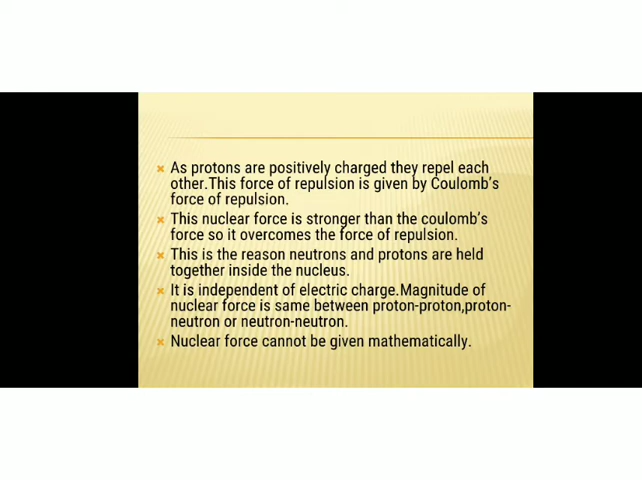 As protons are positively charged they repel each
other.This force of repulsion is given by Coulomb's
force of repulsion.
This nuclear force is stronger than the coulomb's
force so it overcomes the force of repulsion.
This is the reason neutrons and protons are held
together inside the nucleus.
It is independent of electric charge.Magnitude of
nuclear force is same between proton-proton,proton-
neutron or neutron-neutron.
Nuclear force cannot be given mathematically.